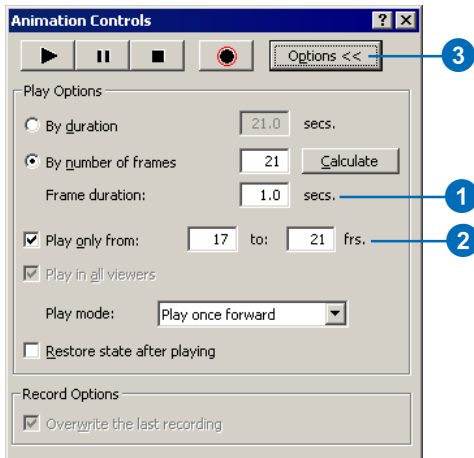 Animation Controls
Options <<
3
Play Options
By duration 21.0 secs.
By number of frames 21 Calculate
Frame duration: 1.0 secs.
1
Play only from: 17 to: 21 frs.
2
Play in all viewers
Play mode: Play once forward
Restore state after playing
Record Options
Overwrite the last recording